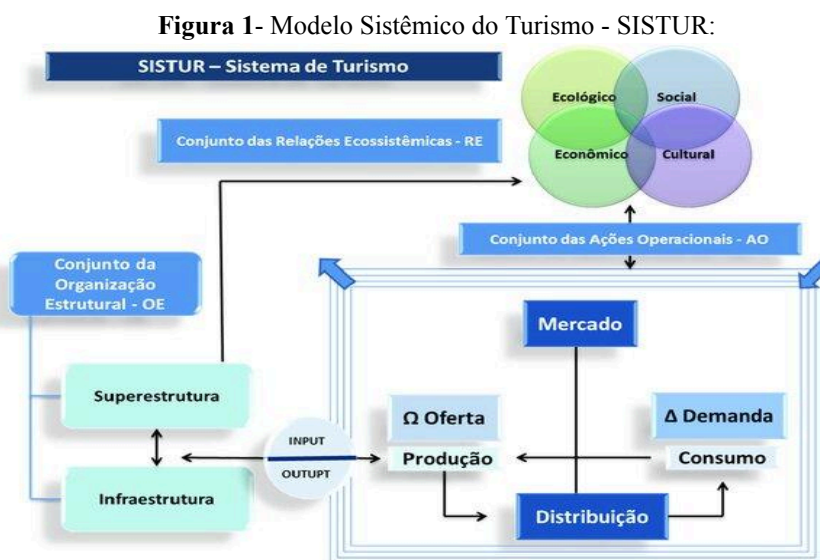 Figura 1- Modelo Sistêmico do Turismo - SISTUR:
SISTUR – Sistema de Turismo
Ecológico
Social
Conjunto das Relações Ecossistêmicas - RE
Econômico
Cultural
Conjunto das Ações Operacionais - AO
Conjunto da
Organização
Estrutural - OE
Mercado
Superestrutura
Ω Oferta
Δ Demanda
INPUT
Produção
Consumo
OUTUPT
Infraestrutura
Distribuição